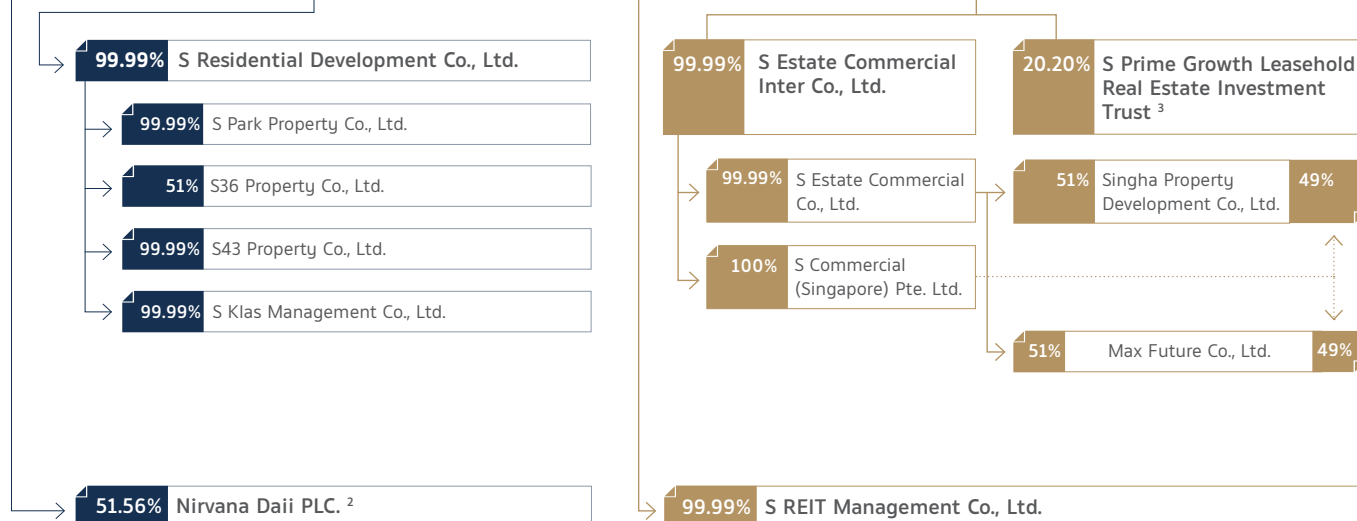 99.99% S Residential Development Co., Ltd.
99.99% S Park Property Co., Ltd.
51% S36 Property Co., Ltd.
99.99% S43 Property Co., Ltd.
99.99% S Klas Management Co., Ltd.
51.56% Nirvana Daii PLC. ²
99.99% S Estate Commercial
Inter Co., Ltd.
20.20% S Prime Growth Leasehold
Real Estate Investment
Trust ³
99.99% S Estate Commercial
Co., Ltd.
51% Singha Property 49%
Development Co., Ltd.
100% S Commercial
(Singapore) Pte. Ltd.
51% Max Future Co., Ltd. 49%
99.99% S REIT Management Co., Ltd.